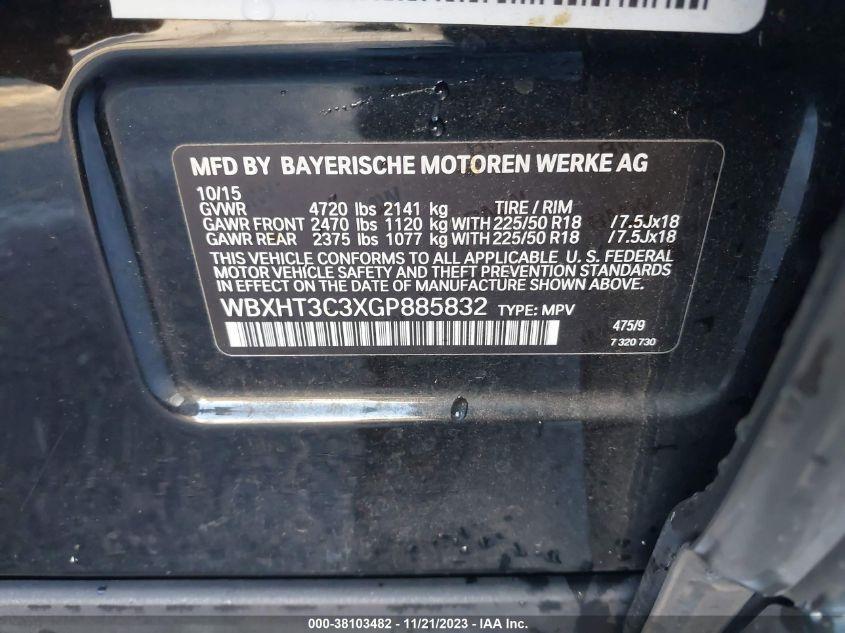 MFD BY BAYERISCHE MOTOREN WERKE AG
10/15
GVWR 4720 lbs 2141 kg TIRE / RIM
GAWR FRONT 2470 lbs 1120 kg WITH 225/50 R18 /7.5Jx18
GAWR REAR 2375 lbs 1077 kg WITH 225/50 R18 /7.5Jx18
THIS VEHICLE CONFORMS TO ALL APPLICABLE U. S. FEDERAL
MOTOR VEHICLE SAFETY AND THEFT PREVENTION STANDARDS
IN EFFECT ON THE DATE OF MANUFACTURE SHOWN ABOVE.
WBXHT3C3XGP885832 TYPE: MPV
475/9
7 320 730
000-38103482 - 11/21/2023 - IAA Inc.